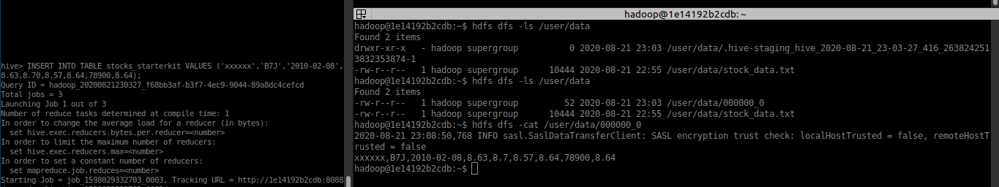 hive> INSERT INTO TABLE stocks_starterkit VALUES ('xxxxxx','B7J','2010-02-08',
8.63,8.70,8.57,8.64,78900,8.64);
Query ID = hadoop_20200821230327_f68bb3af-b3f7-4ec9-9044-89a8dc4cefcd
Total jobs = 3
Launching Job 1 out of 3
Number of reduce tasks determined at compile time: 1
In order to change the average load for a reducer (in bytes):
  set hive.exec.reducers.bytes.per.reducer=<number>
In order to limit the maximum number of reducers:
  set hive.exec.reducers.max=<number>
In order to set a constant number of reducers:
  set mapreduce.job.reduces=<number>
Starting Job = job_1598029332703_0003, Tracking URL = http://1e14192b2cdb:8088
hadoop@1e14192b2cdb: ~
hadoop@1e14192b2cdb:~$ hdfs dfs -ls /user/data
Found 2 items
drwxr-xr-x   - hadoop supergroup          0 2020-08-21 23:03 /user/data/.hive-staging_hive_2020-08-21_23-03-27_416_263824251
3832353874-1
-rw-r--r--   1 hadoop supergroup      10444 2020-08-21 22:55 /user/data/stock_data.txt
hadoop@1e14192b2cdb:~$ hdfs dfs -ls /user/data
Found 2 items
-rw-r--r--   1 hadoop supergroup         52 2020-08-21 23:03 /user/data/000000_0
-rw-r--r--   1 hadoop supergroup      10444 2020-08-21 22:55 /user/data/stock_data.txt
hadoop@1e14192b2cdb:~$ hdfs dfs -cat /user/data/000000_0
2020-08-21 23:08:50,768 INFO sasl.SaslDataTransferClient: SASL encryption trust check: localHostTrusted = false, remoteHostT
rusted = false
xxxxxx,B7J,2010-02-08,8.63,8.7,8.57,8.64,78900,8.64
hadoop@1e14192b2cdb:~$